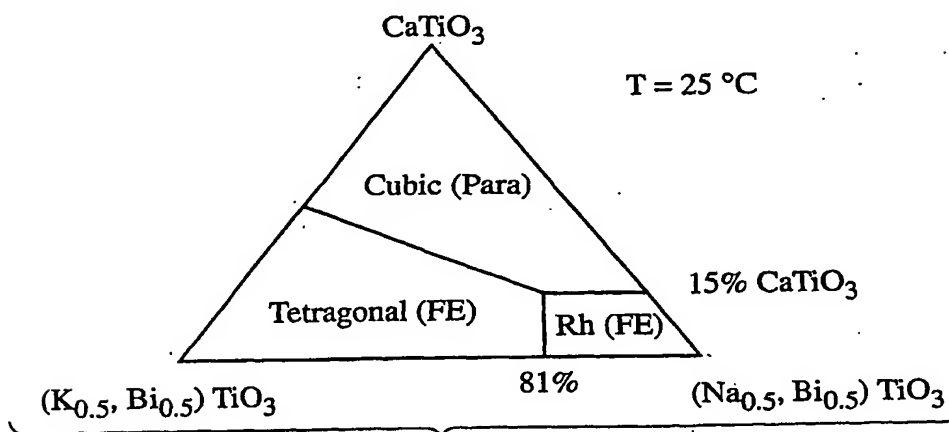 CaTiO3
T = 25 °C
Cubic (Para)
15% CaTiO3
Tetragonal (FE)
Rh (FE)
81%
(K0.5, Bi0.5) TiO3
(Na0.5, Bi0.5) TiO3